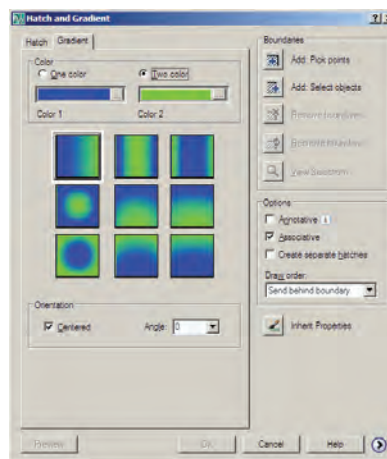 Hatch and Gradient
Hatch
Gradient
Color
One color
Two color
Color 1
Color 2
Orientation
Centered
Angle:
0
Boundaries
Add: Pick points
Add: Select objects
Remove boundaries
View Selections
Options
Annotative
Associative
Create separate hatches
Draw order:
Send behind boundary
Inherit Properties
Preview
OK
Cancel
Help